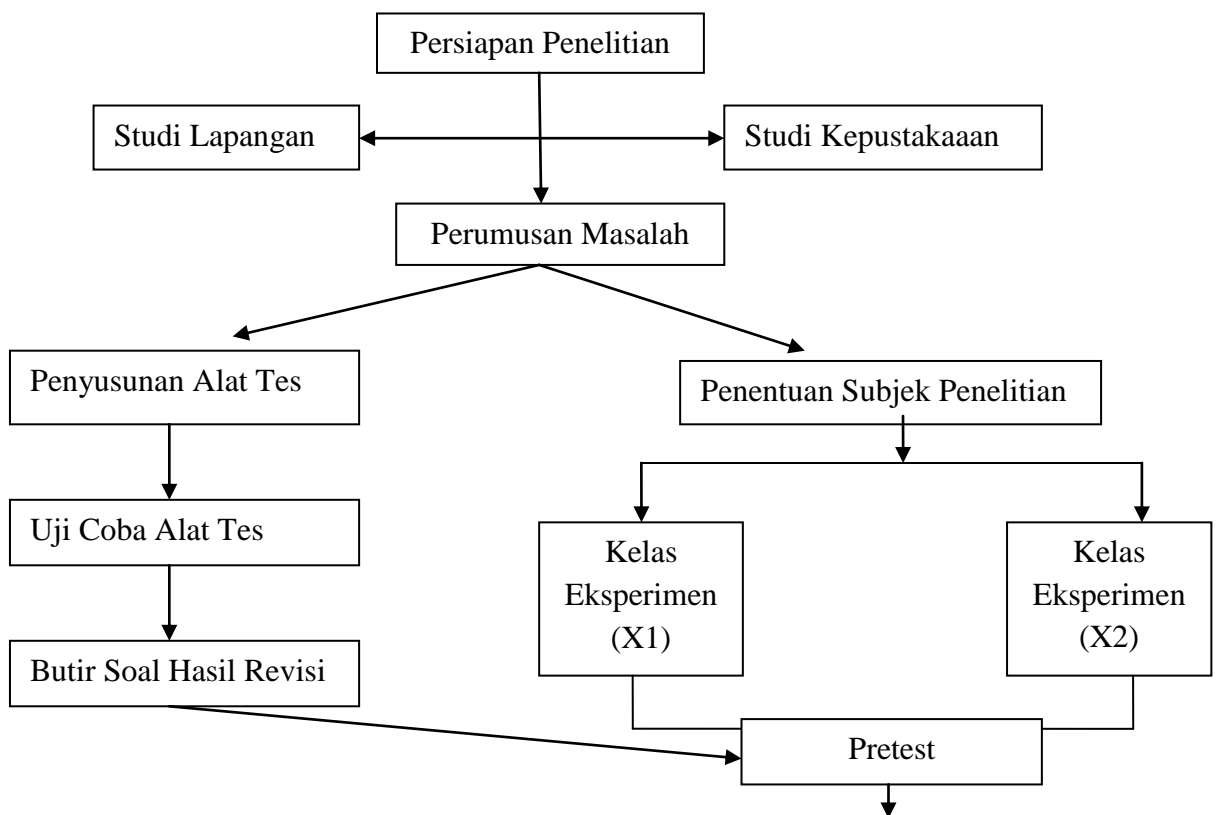 Persiapan Penelitian
Studi Lapangan
Studi Kepustakaaan
Perumusan Masalah
Penyusunan Alat Tes
Penentuan Subjek Penelitian
Uji Coba Alat Tes
Kelas
Eksperimen
(X1)
Kelas
Eksperimen
(X2)
Butir Soal Hasil Revisi
Pretest